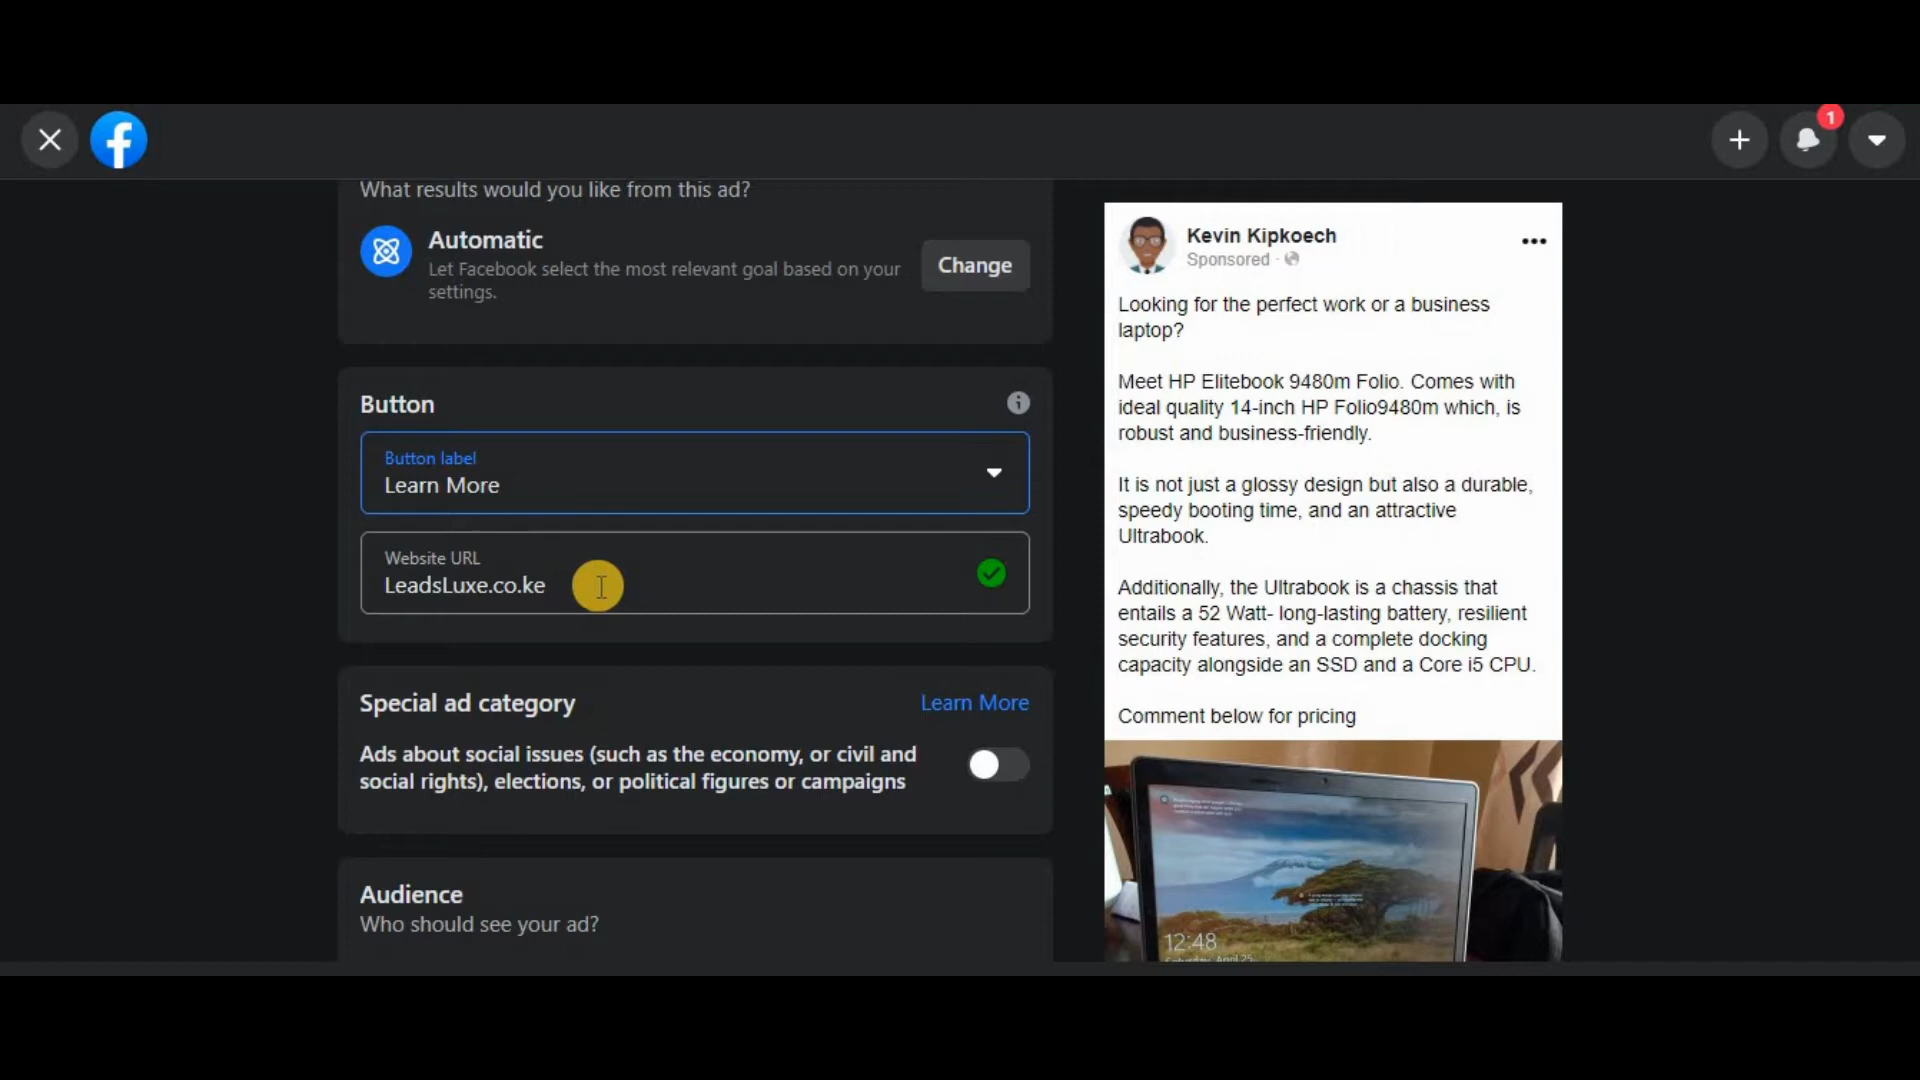 1
What results would you like from this ad?
Automatic
Let Facebook select the most relevant goal based on your
settings.
Change
Button
Button label
Learn More
Website URL
LeadsLuxe.co.ke
Special ad category
Learn More
Ads about social issues (such as the economy, or civil and
social rights), elections, or political figures or campaigns
Audience
Who should see your ad?
Kevin Kipkoech
Sponsored ·
Looking for the perfect work or a business
laptop?
Meet HP Elitebook 9480m Folio. Comes with
ideal quality 14-inch HP Folio9480m which, is
robust and business-friendly.
It is not just a glossy design but also a durable,
speedy booting time, and an attractive
Ultrabook.
Additionally, the Ultrabook is a chassis that
entails a 52 Watt- long-lasting battery, resilient
security features, and a complete docking
capacity alongside an SSD and a Core i5 CPU.
Comment below for pricing
12:48
Saturday, April 25